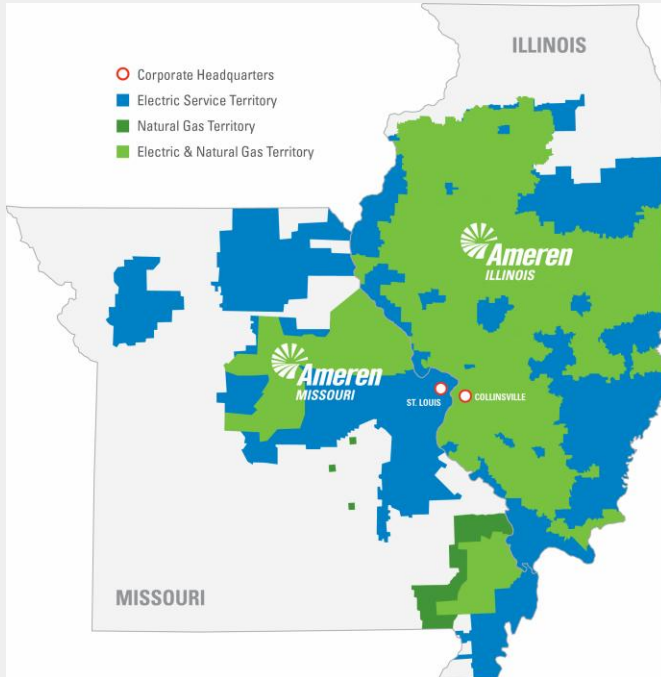 ILLINOIS
Corporate Headquarters
Electric Service Territory
Natural Gas Territory
Electric & Natural Gas Territory
Ameren
ILLINOIS
Ameren
MISSOURI
ST. LOUIS
COLLINSVILLE
MISSOURI